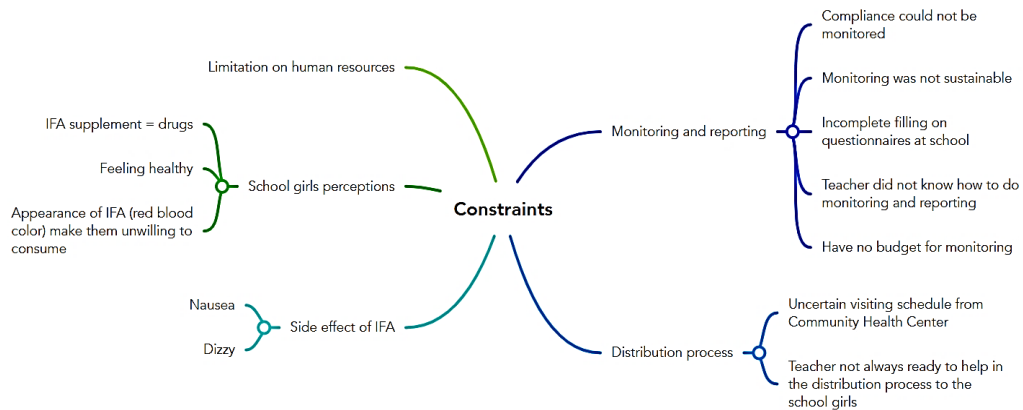 Limitation on human resources
IFA supplement = drugs
Feeling healthy
Appearance of IFA (red blood
color) make them unwilling to
consume
School girls perceptions
Nausea
Dizzy
Side effect of IFA
Constraints
Monitoring and reporting
Compliance could not be
monitored
Monitoring was not sustainable
Incomplete filling on
questionnaires at school
Teacher did not know how to do
monitoring and reporting
Have no budget for monitoring
Distribution process
Uncertain visiting schedule from
Community Health Center
Teacher not always ready to help in
the distribution process to the
school girls